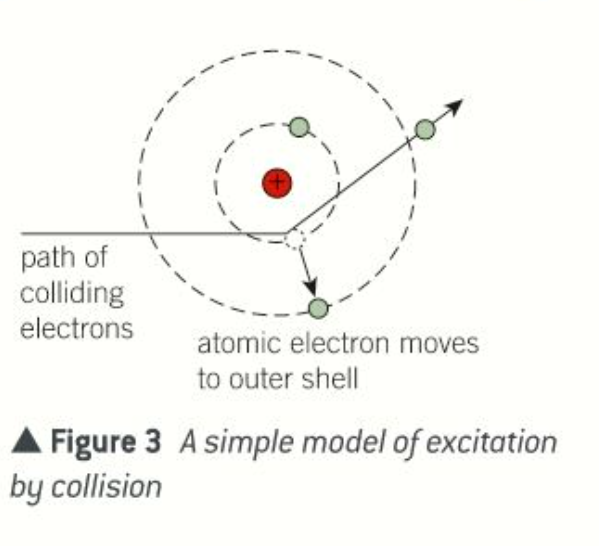 +
path of
colliding
electrons
atomic electron moves
to outer shell
▲ Figure 3 A simple model of excitation
by collision